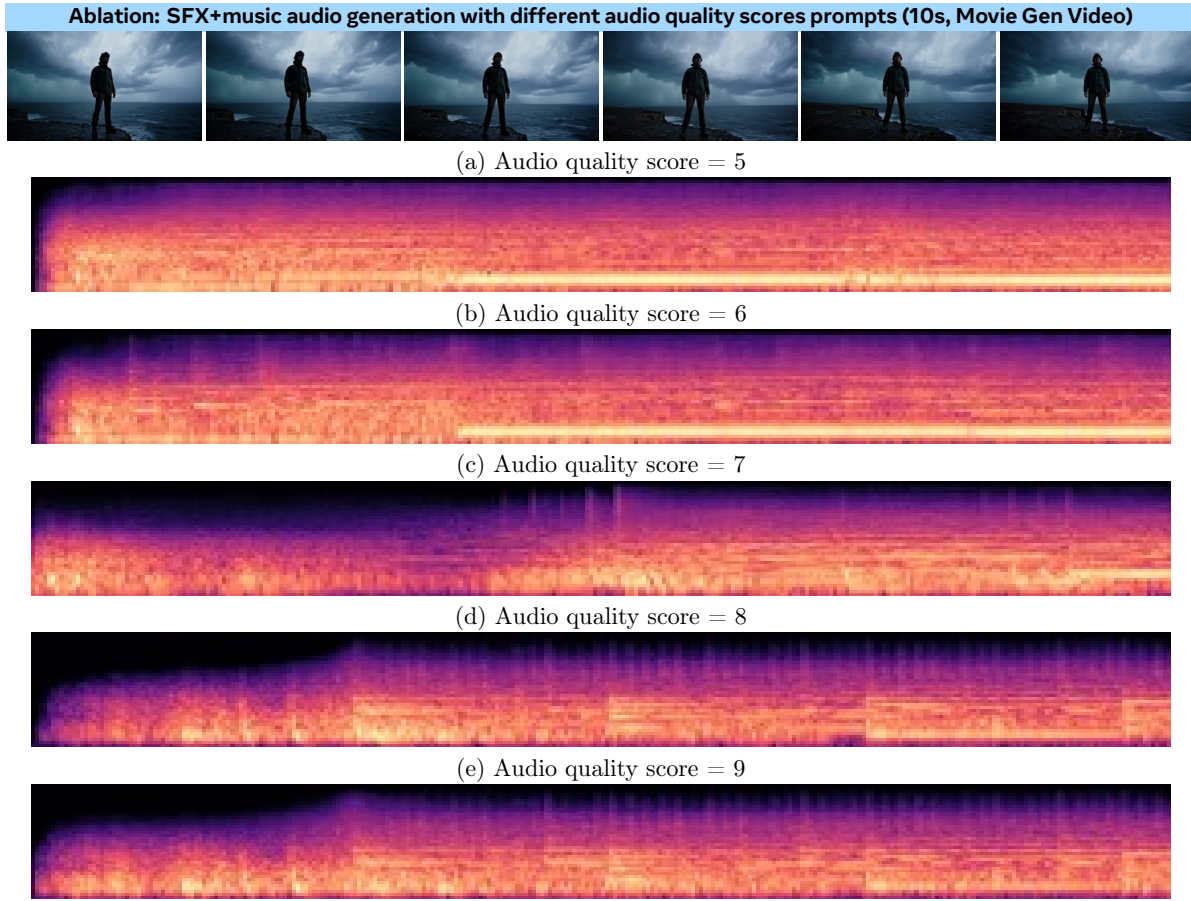 Ablation: SFX+music audio generation with different audio quality scores prompts (10s, Movie Gen Video)
(a) Audio quality score = 5
(b) Audio quality score = 6
(c) Audio quality score = 7
(d) Audio quality score = 8
(e) Audio quality score = 9